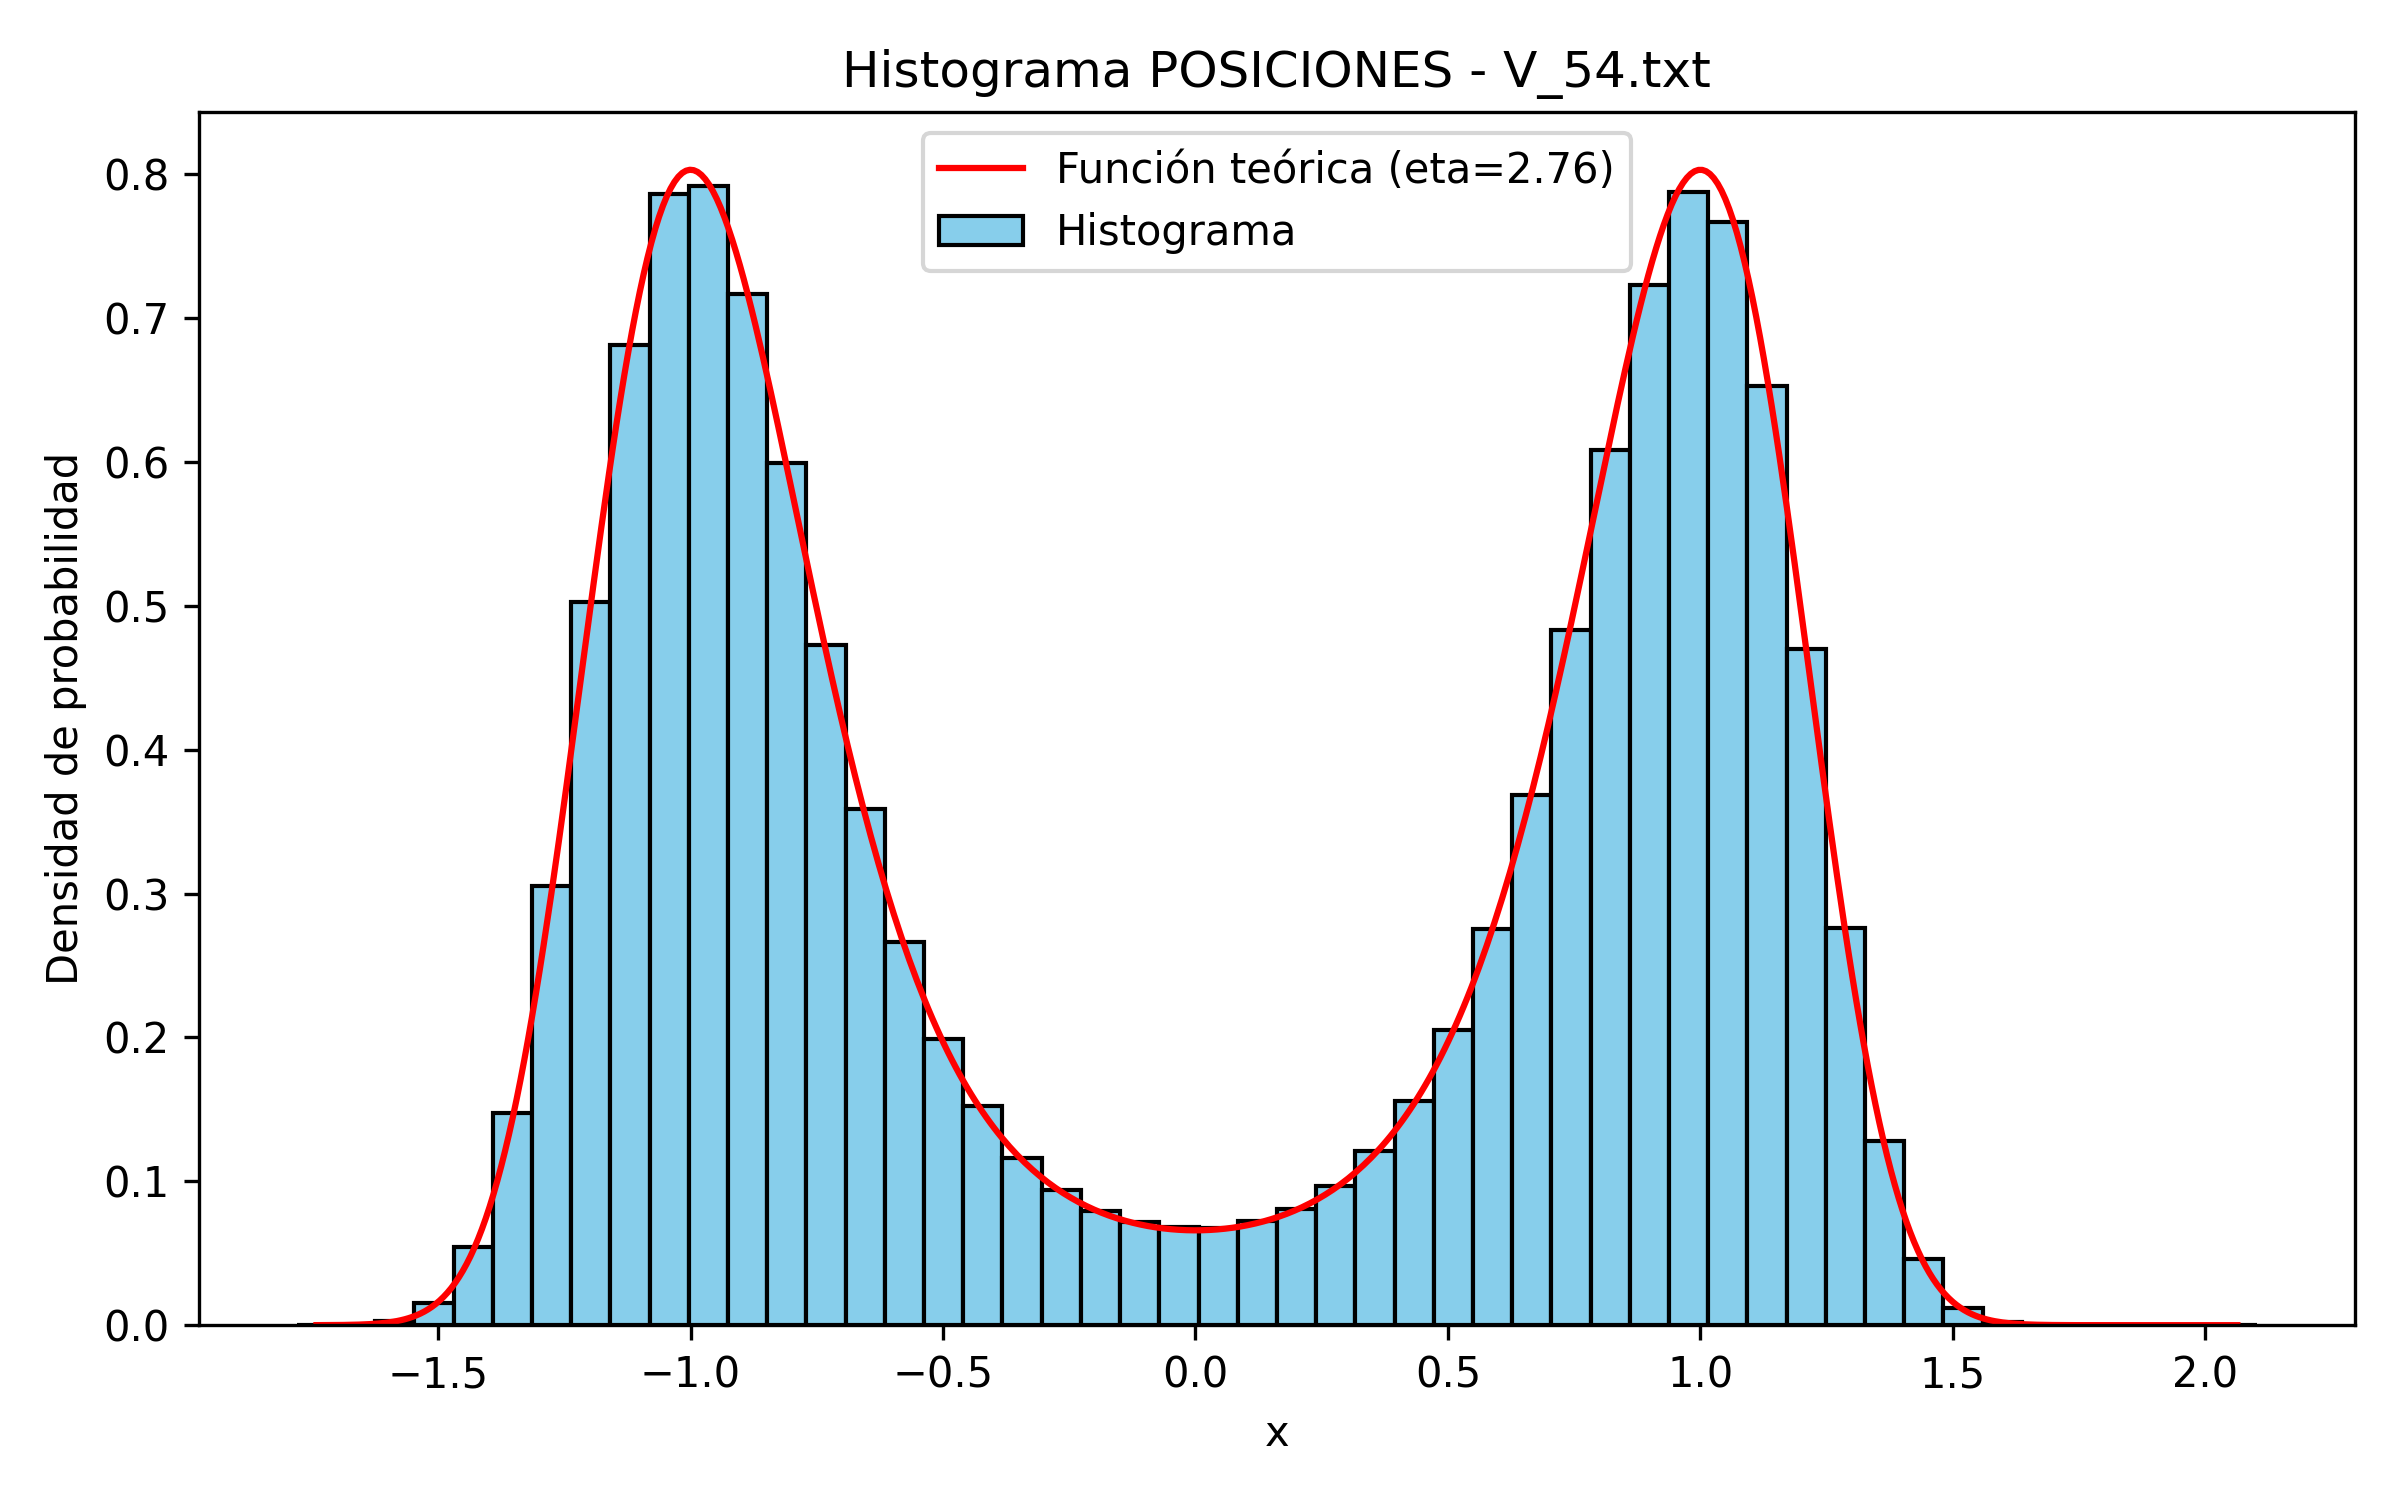 Histograma POSICIONES - V_54.txt
Función teórica (eta=2.76)
Histograma
Densidad de probabilidad
0.8
0.7
0.6
0.5
0.4
0.3
0.2
0.1
0.0
−1.5 −1.0 −0.5 0.0 0.5 1.0 1.5 2.0
x